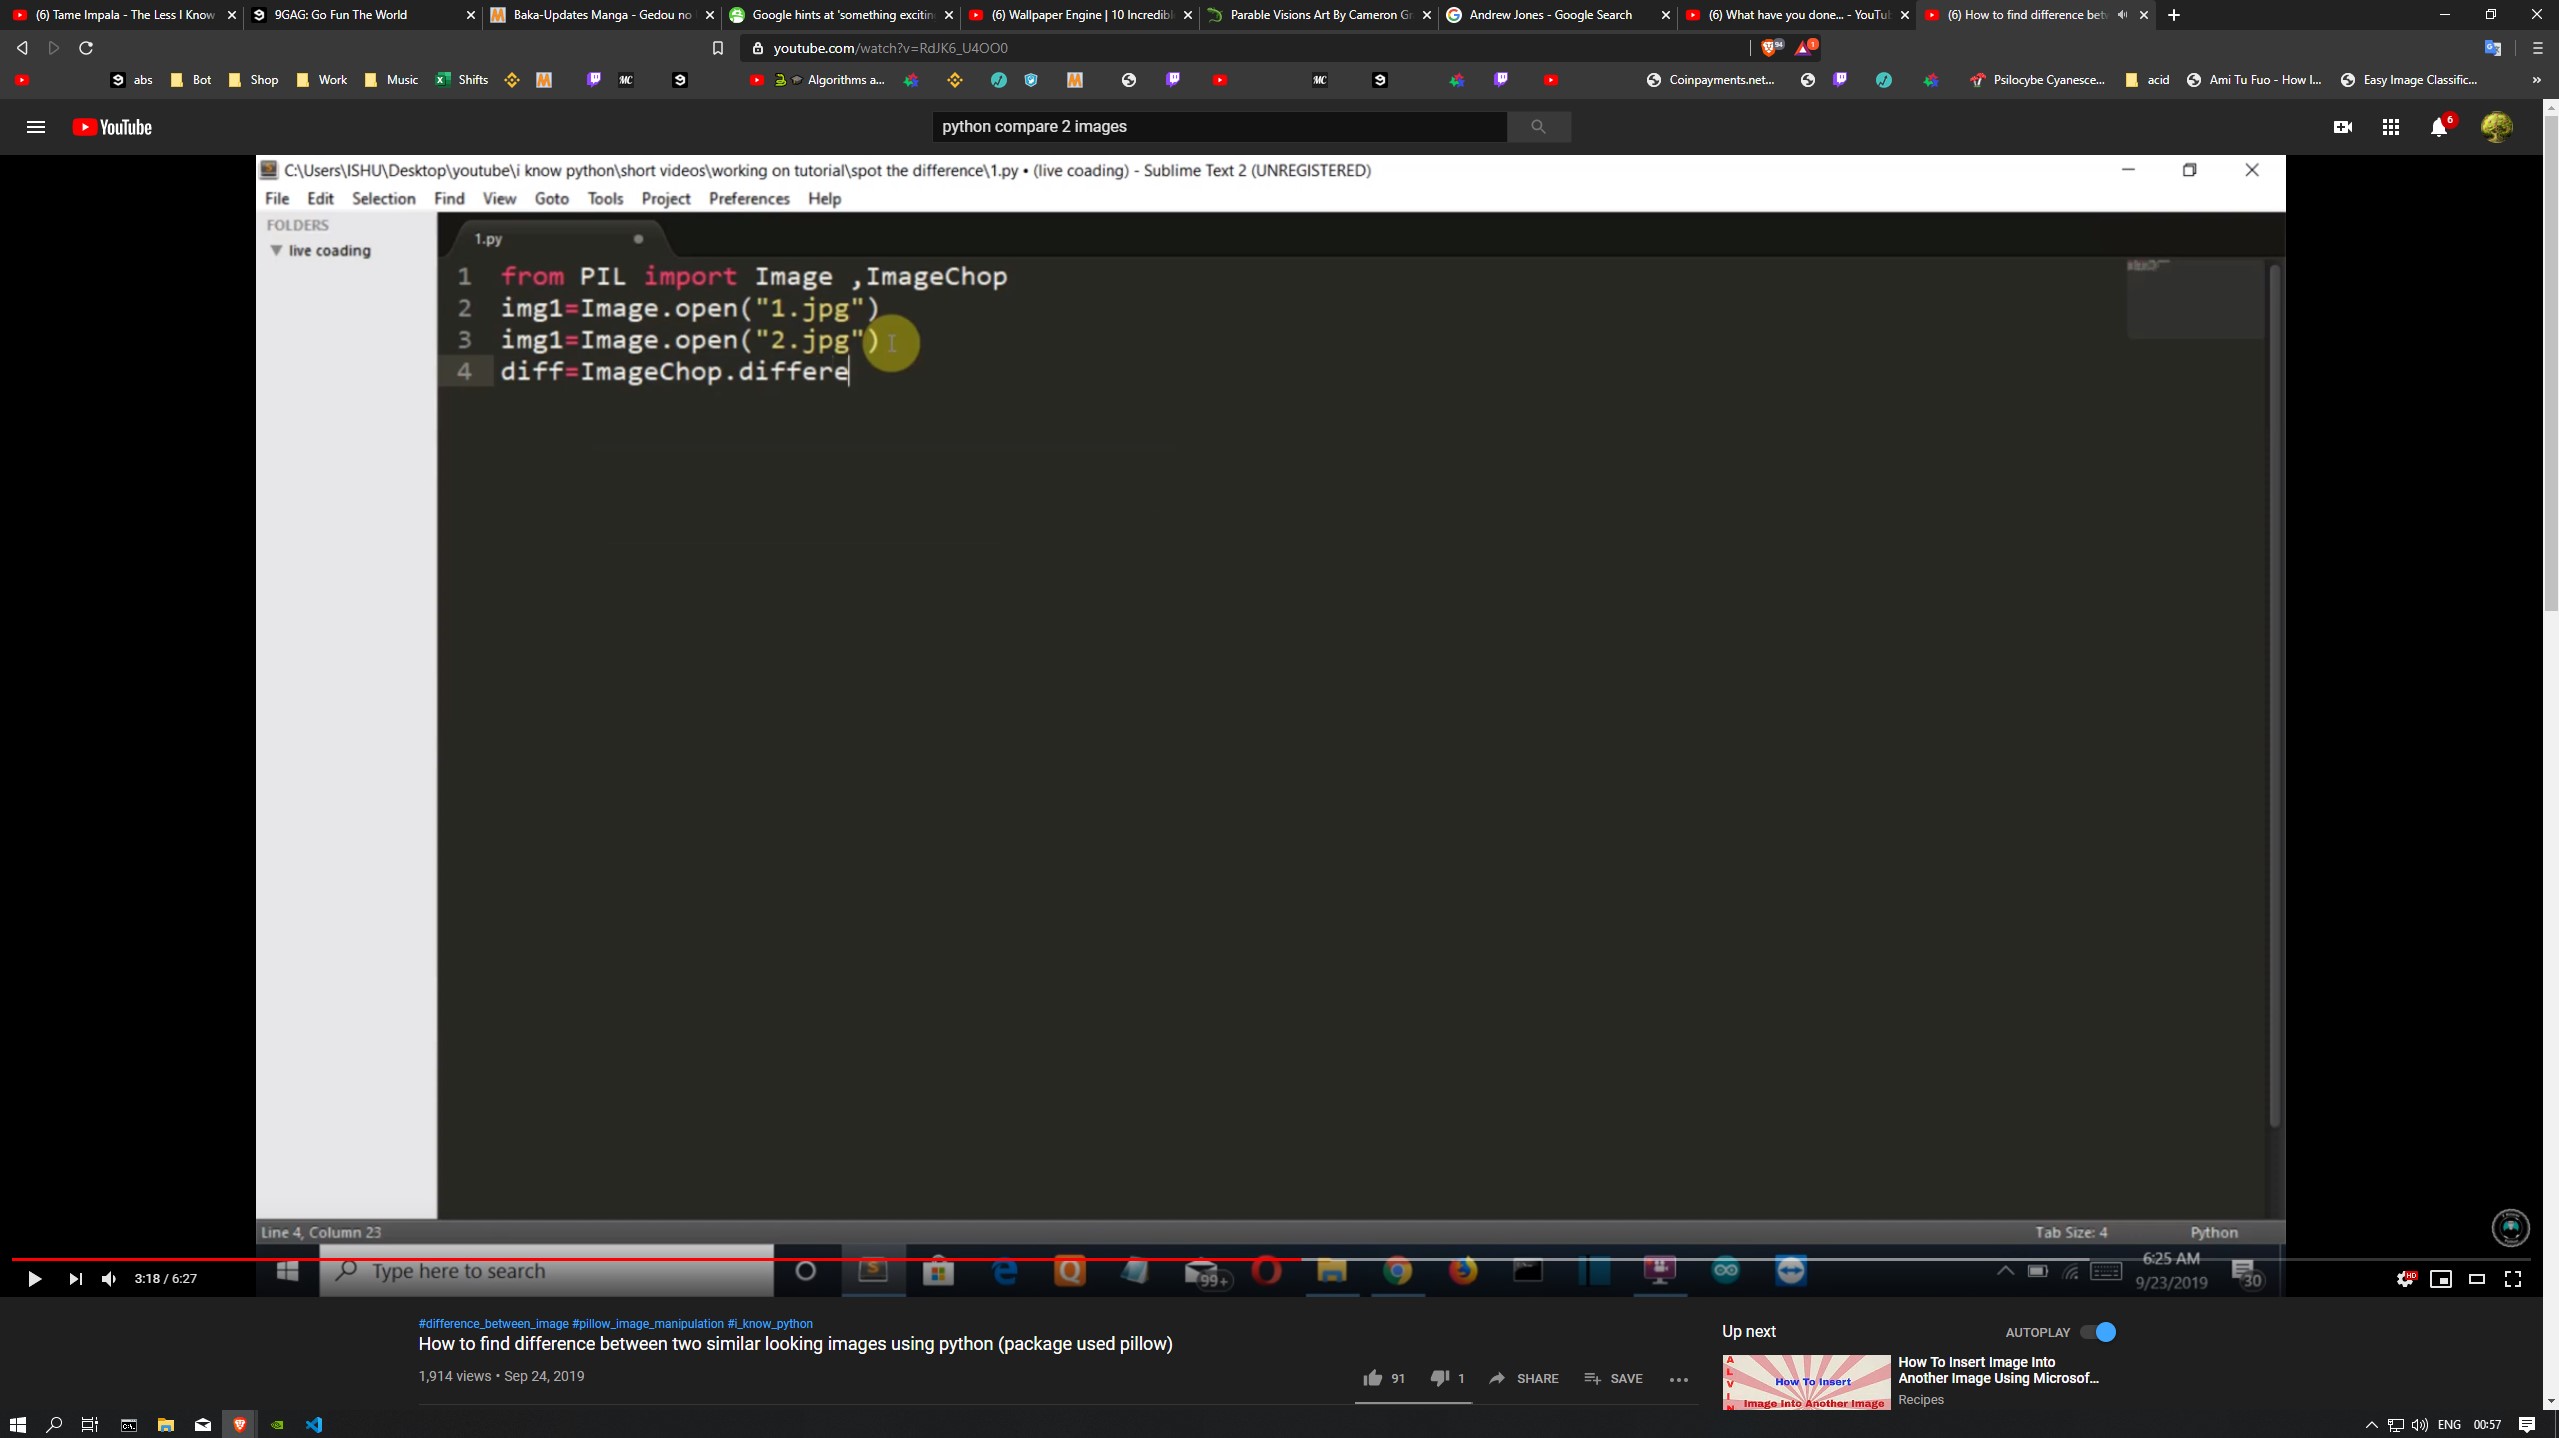 (6) Tame Impala - The Less I Know
9GAG: Go Fun The World
Baka-Updates Manga - Gedou no
Google hints at 'something exciting
(6) Wallpaper Engine | 10 Incredibl
Parable Visions Art By Cameron Gr
Andrew Jones - Google Search
(6) What have you done... - YouTu
(6) How to find difference bet
youtube.com/watch?v=RdJK6_U4OO0
94
1
abs
Bot
Shop
Work
Music
Shifts
Algorithms a...
Coinpayments.net...
Psilocybe Cyanesce...
acid
Ami Tu Fuo - How I...
Easy Image Classific...
»
YouTube
python compare 2 images
6
C:\Users\ISHU\Desktop\youtube\i know python\short videos\working on tutorial\spot the difference\1.py • (live coading) - Sublime Text 2 (UNREGISTERED)
File Edit Selection Find View Goto Tools Project Preferences Help
FOLDERS
live coading
1.py
1 from PIL import Image ,ImageChop
2 img1=Image.open("1.jpg")
3 img1=Image.open("2.jpg")
4 diff=ImageChop.differe
Line 4, Column 23
Tab Size: 4
Python
Type here to search
99+
6:25 AM
9/23/2019
30
3:18 / 6:27
HD
#difference_between_image #pillow_image_manipulation #i_know_python
How to find difference between two similar looking images using python (package used pillow)
1,914 views • Sep 24, 2019
91
1
SHARE
SAVE
Up next
AUTOPLAY
ALVIN
How To Insert
Image Into Another Image
How To Insert Image Into
Another Image Using Microsof...
Recipes
ENG
00:57